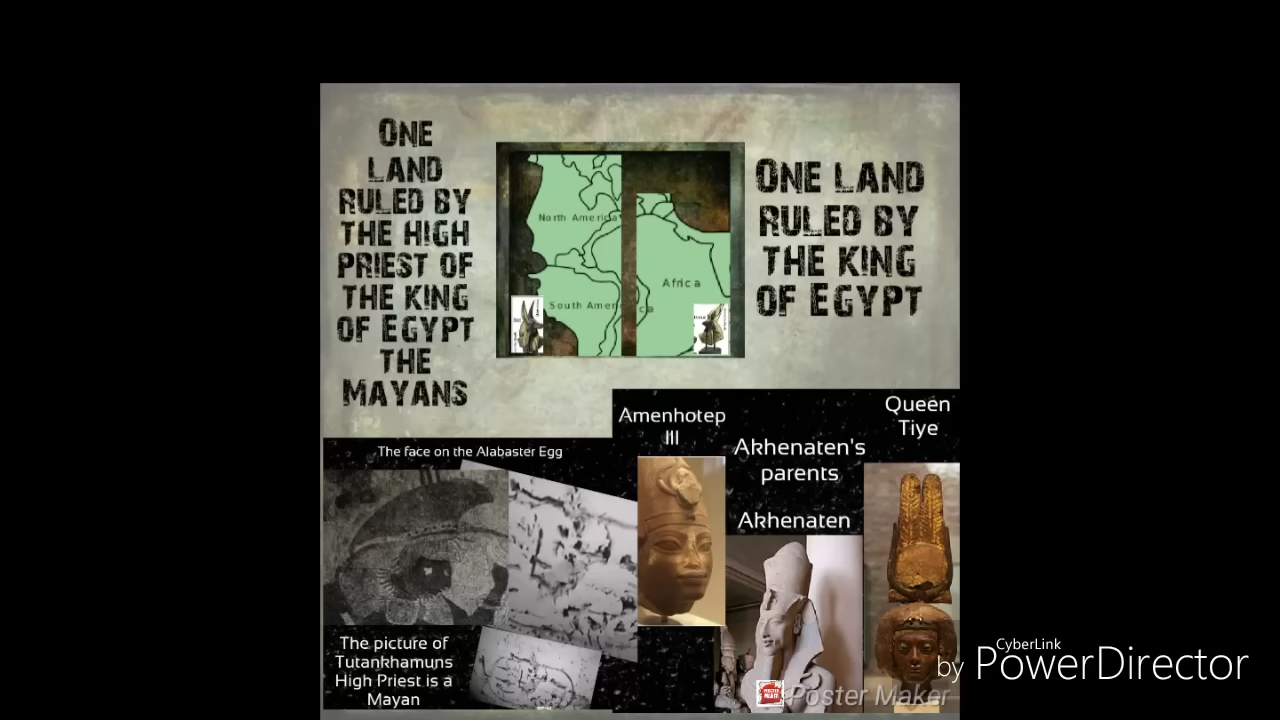 One
land
ruled by
the high
priest of
the king
of Egypt
the
Mayans
North America
South America
Africa
One land
ruled by
the king
of Egypt
The face on the Alabaster Egg
The picture of
Tutankhamuns
High Priest is a
Mayan
Amenhotep
III
Akhenaten's
parents
Akhenaten
Queen
Tiye
Poster Maker
CyberLink
by PowerDirector